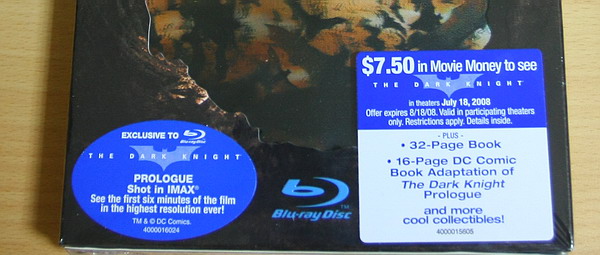 EXCLUSIVE TO Blu-ray Disc
THE DARK KNIGHT
PROLOGUE
Shot in IMAX®
See the first six minutes of the film
in the highest resolution ever!
TM & © DC Comics.
4000016024
Blu-ray Disc™
$7.50 in Movie Money to see
THE DARK KNIGHT
in theaters July 18, 2008
Offer expires 8/18/08. Valid in participating theaters
only. Restrictions apply. Details inside.
- PLUS -
• 32-Page Book
• 16-Page DC Comic
Book Adaptation of
The Dark Knight
Prologue
and more
cool collectibles!
4000015605